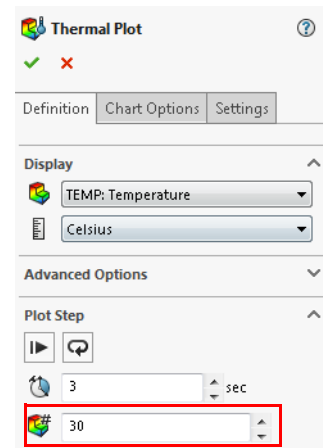 Thermal Plot
Definition Chart Options Settings
Display
TEMP: Temperature
Celsius
Advanced Options
Plot Step
3 sec
30